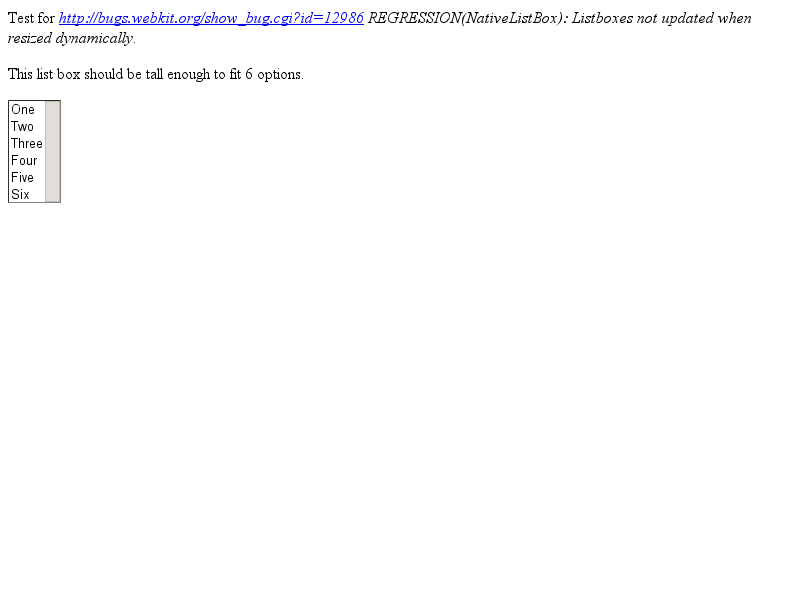 Test for http://bugs.webkit.org/show_bug.cgi?id=12986 REGRESSION(NativeListBox): Listboxes not updated when
resized dynamically.
This list box should be tall enough to fit 6 options.
One
Two
Three
Four
Five
Six